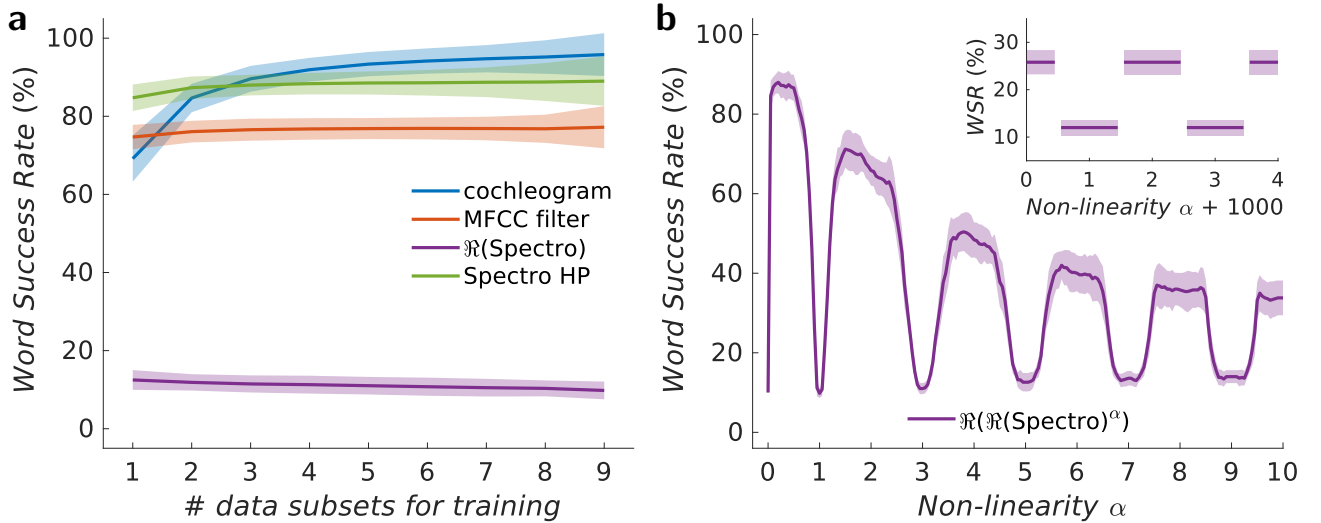 a
Word Success Rate (%)
100
80
60
40
20
0
cochleogram
MFCC filter
ℜ(Spectro)
Spectro HP
1 2 3 4 5 6 7 8 9
# data subsets for training
b
Word Success Rate (%)
100
80
60
40
20
0
WSR (%)
30
20
10
0 1 2 3 4
Non-linearity α + 1000
ℜ(ℜ(Spectro)^α)
0 1 2 3 4 5 6 7 8 9 10
Non-linearity α